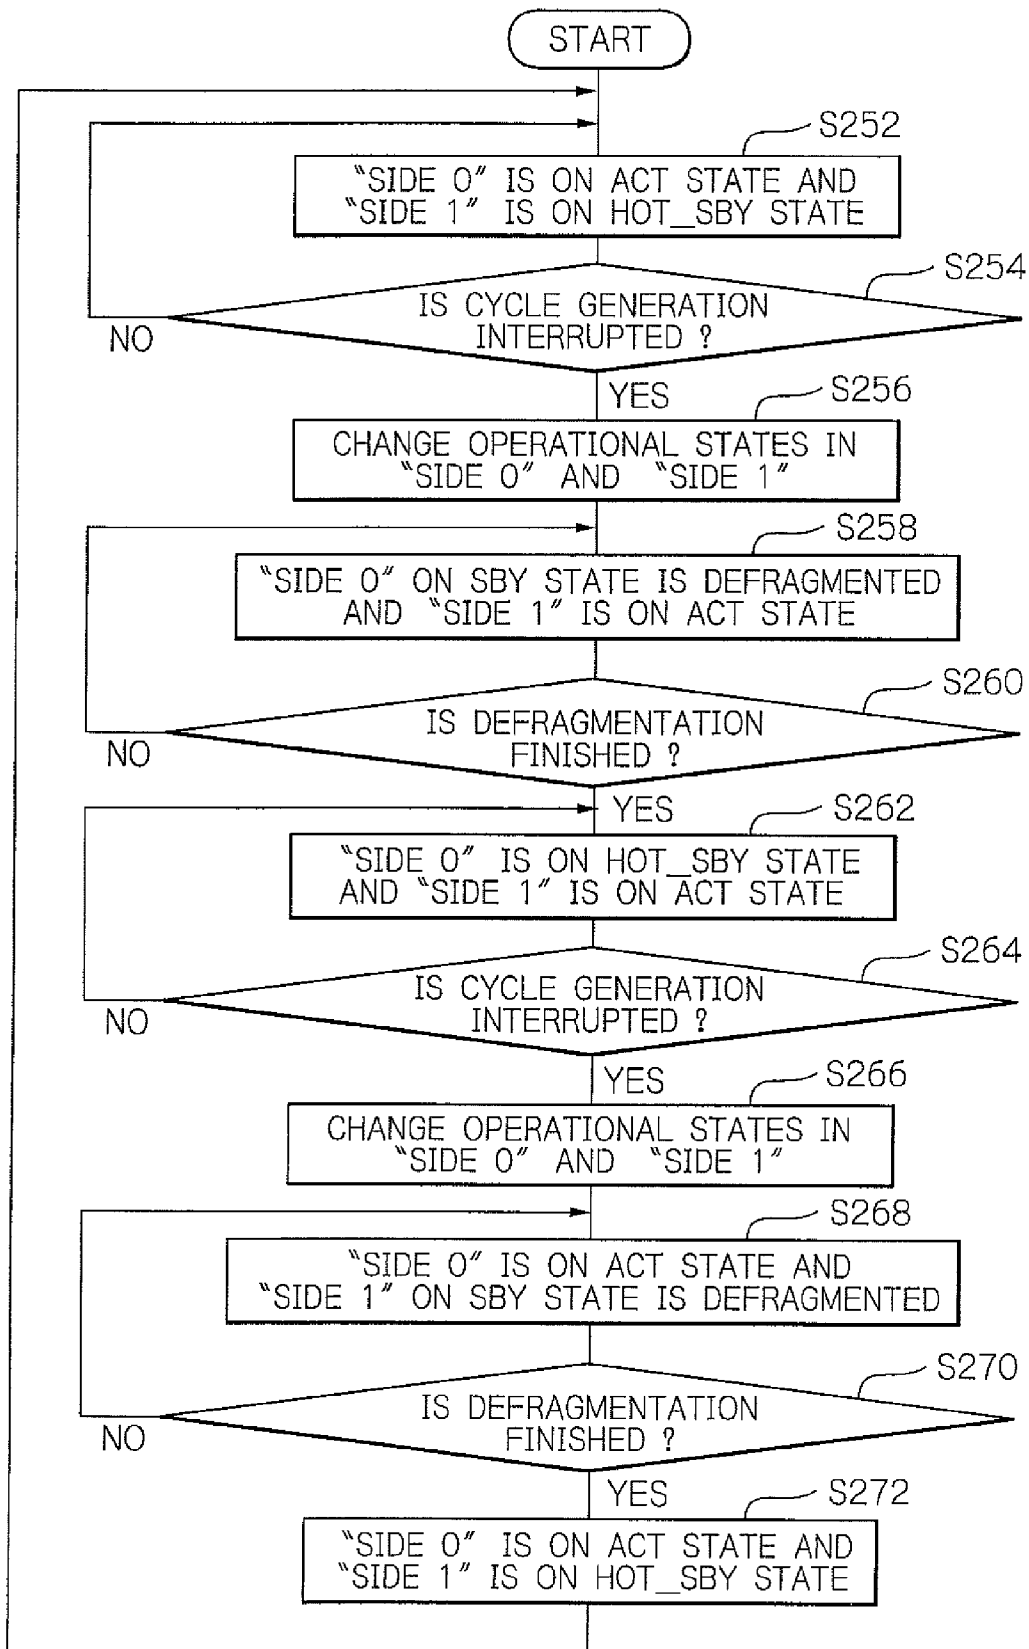 START
S252
“SIDE 0” IS ON ACT STATE AND
“SIDE 1” IS ON HOT_SBY STATE
S254
IS CYCLE GENERATION
INTERRUPTED ?
NO
YES
S256
CHANGE OPERATIONAL STATES IN
“SIDE 0” AND “SIDE 1”
S258
“SIDE 0” ON SBY STATE IS DEFRAGMENTED
AND “SIDE 1” IS ON ACT STATE
S260
IS DEFRAGMENTATION
FINISHED ?
NO
YES
S262
“SIDE 0” IS ON HOT_SBY STATE
AND “SIDE 1” IS ON ACT STATE
S264
IS CYCLE GENERATION
INTERRUPTED ?
NO
YES
S266
CHANGE OPERATIONAL STATES IN
“SIDE 0” AND “SIDE 1”
S268
“SIDE 0” IS ON ACT STATE AND
“SIDE 1” ON SBY STATE IS DEFRAGMENTED
S270
IS DEFRAGMENTATION
FINISHED ?
NO
YES
S272
“SIDE 0” IS ON ACT STATE AND
“SIDE 1” IS ON HOT_SBY STATE